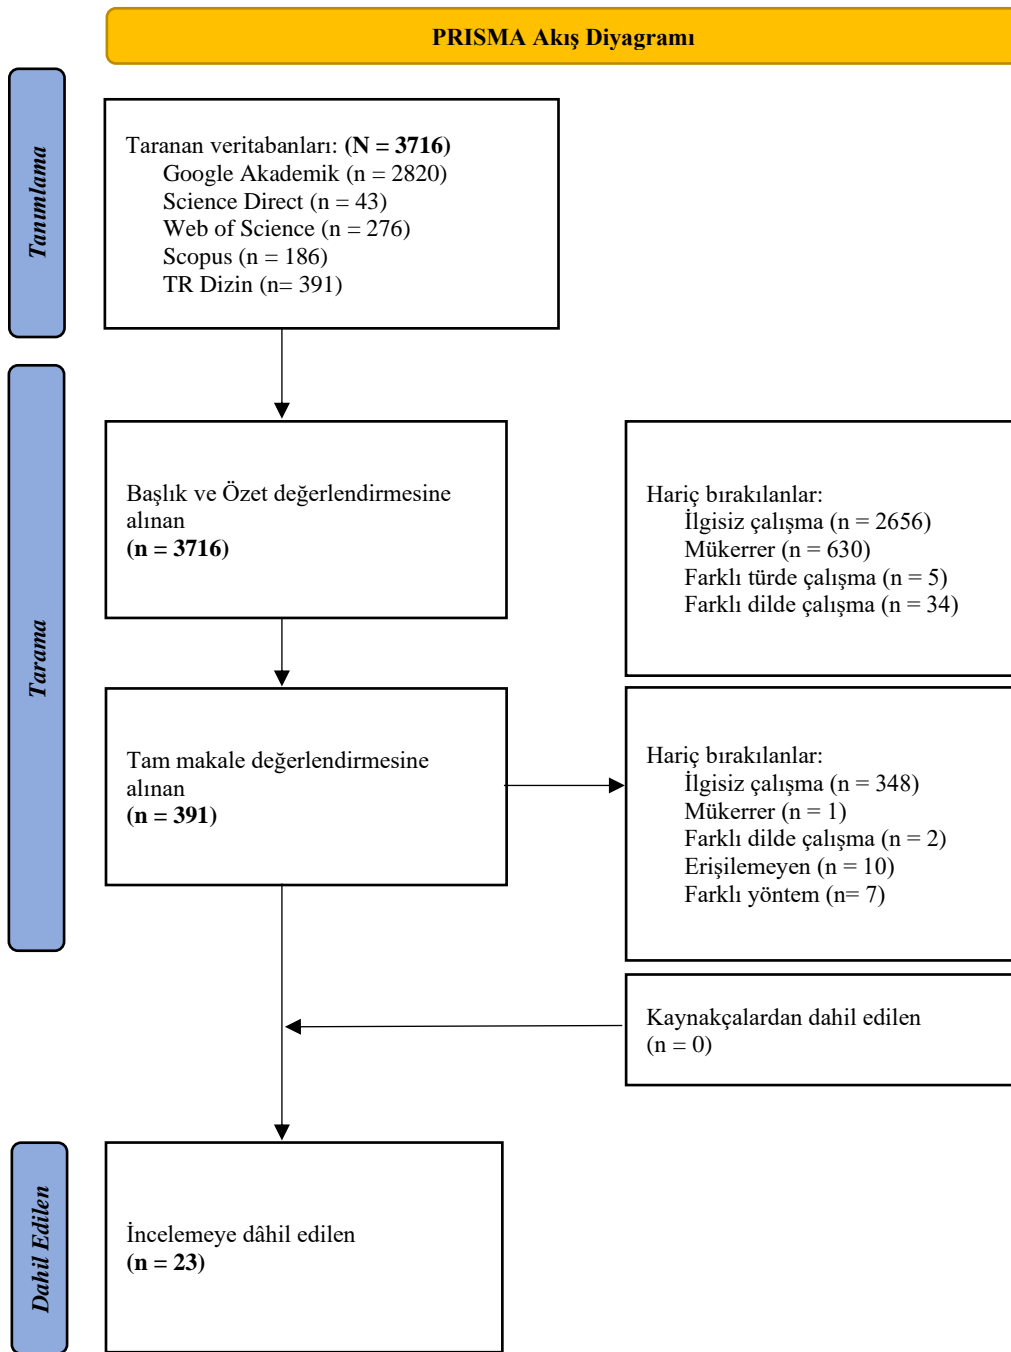 PRISMA Akış Diyagramı
Tanımlama
Taranan veritabanları: (N = 3716)
Google Akademik (n = 2820)
Science Direct (n = 43)
Web of Science (n = 276)
Scopus (n = 186)
TR Dizin (n= 391)
Tarama
Başlık ve Özet değerlendirmesine
alınan
(n = 3716)
Hariç bırakılanlar:
İlgisiz çalışma (n = 2656)
Mükerrer (n = 630)
Farklı türde çalışma (n = 5)
Farklı dilde çalışma (n = 34)
Tam makale değerlendirmesine
alınan
(n = 391)
Hariç bırakılanlar:
İlgisiz çalışma (n = 348)
Mükerrer (n = 1)
Farklı dilde çalışma (n = 2)
Erişilemeyen (n = 10)
Farklı yöntem (n= 7)
Kaynakçalardan dahil edilen
(n = 0)
Dahil Edilen
İncelemeye dâhil edilen
(n = 23)